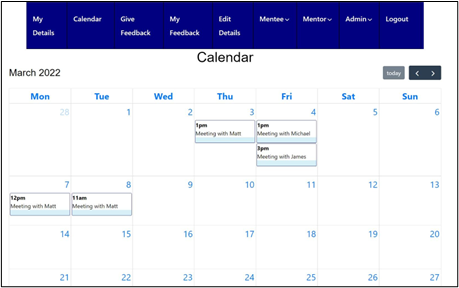 My Details Calendar Give Feedback My Feedback Edit Details Mentee Mentor Admin Logout
Calendar
March 2022 today
Mon Tue Wed Thu Fri Sat Sun
28 1 2 3 4 5 6
1pm 1pm
Meeting with Matt Meeting with Michael
3pm
Meeting with James
7 8 9 10 11 12 13
12pm 11am
Meeting with Matt Meeting with Matt
14 15 16 17 18 19 20
21 22 23 24 25 26 27